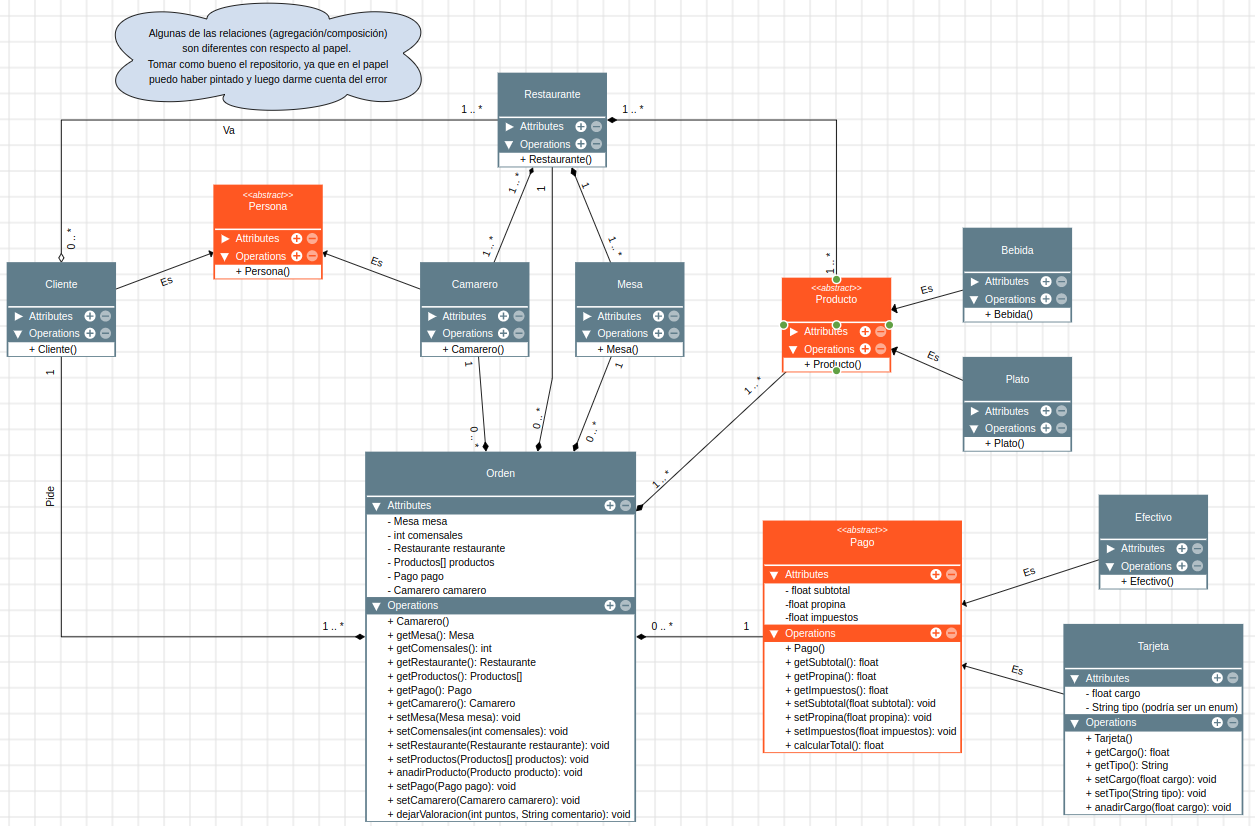 Algunas de las relaciones (agregación/composición)
son diferentes con respecto al papel.
Tomar como bueno el repositorio, ya que en el papel
puedo haber pintado y luego darme cuenta del error
Restaurante
Attributes
Operations
+ Restaurante()
1 .. *
Va
0 .. *
1 .. *
1 .. *
1 .. *
1 .. *
1
1
1 .. *
<<abstract>>
Persona
Attributes
Operations
+ Persona()
Es
Es
Cliente
Attributes
Operations
+ Cliente()
Camarero
Attributes
Operations
+ Camarero()
Mesa
Attributes
Operations
+ Mesa()
<<abstract>>
Producto
Attributes
Operations
+ Producto()
Bebida
Attributes
Operations
+ Bebida()
Es
Plato
Attributes
Operations
+ Plato()
Es
1
Pide
1 .. *
1
0 .. *
0 .. *
1
0 .. *
1 .. *
1 .. *
Orden
Attributes
- Mesa mesa
- int comensales
- Restaurante restaurante
- Productos[] productos
- Pago pago
- Camarero camarero
Operations
+ Camarero()
+ getMesa(): Mesa
+ getComensales(): int
+ getRestaurante(): Restaurante
+ getProductos(): Productos[]
+ getPago(): Pago
+ getCamarero(): Camarero
+ setMesa(Mesa mesa): void
+ setComensales(int comensales): void
+ setRestaurante(Restaurante restaurante): void
+ setProductos(Productos[] productos): void
+ anadirProducto(Producto producto): void
+ setPago(Pago pago): void
+ setCamarero(Camarero camarero): void
+ dejarValoracion(int puntos, String comentario): void
0 .. *
1
<<abstract>>
Pago
Attributes
- float subtotal
-float propina
-float impuestos
Operations
+ Pago()
+ getSubtotal(): float
+ getPropina(): float
+ getImpuestos(): float
+ setSubtotal(float subtotal): void
+ setPropina(float propina): void
+ setImpuestos(float impuestos): void
+ calcularTotal(): float
Efectivo
Attributes
Operations
+ Efectivo()
Es
Es
Tarjeta
Attributes
- float cargo
- String tipo (podría ser un enum)
Operations
+ Tarjeta()
+ getCargo(): float
+ getTipo(): String
+ setCargo(float cargo): void
+ setTipo(String tipo): void
+ anadirCargo(float cargo): void